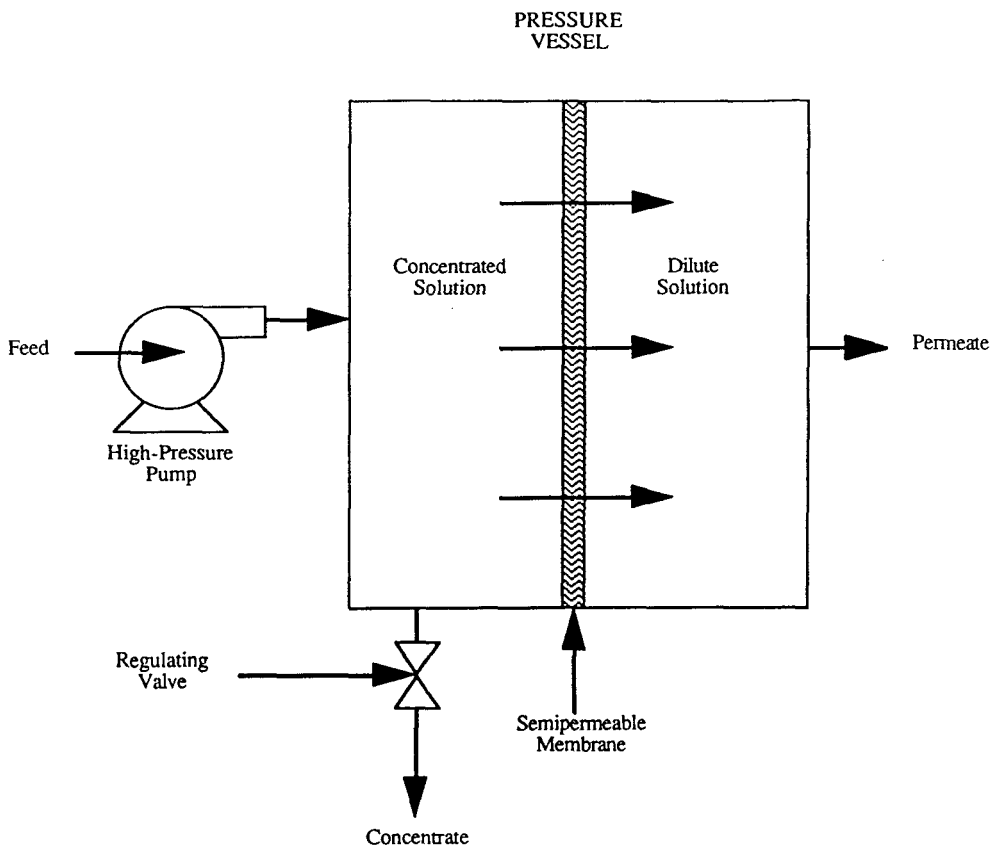 PRESSURE
VESSEL
Concentrated
Solution
Dilute
Solution
Feed
Permeate
High-Pressure
Pump
Regulating
Valve
Semipermeable
Membrane
Concentrate